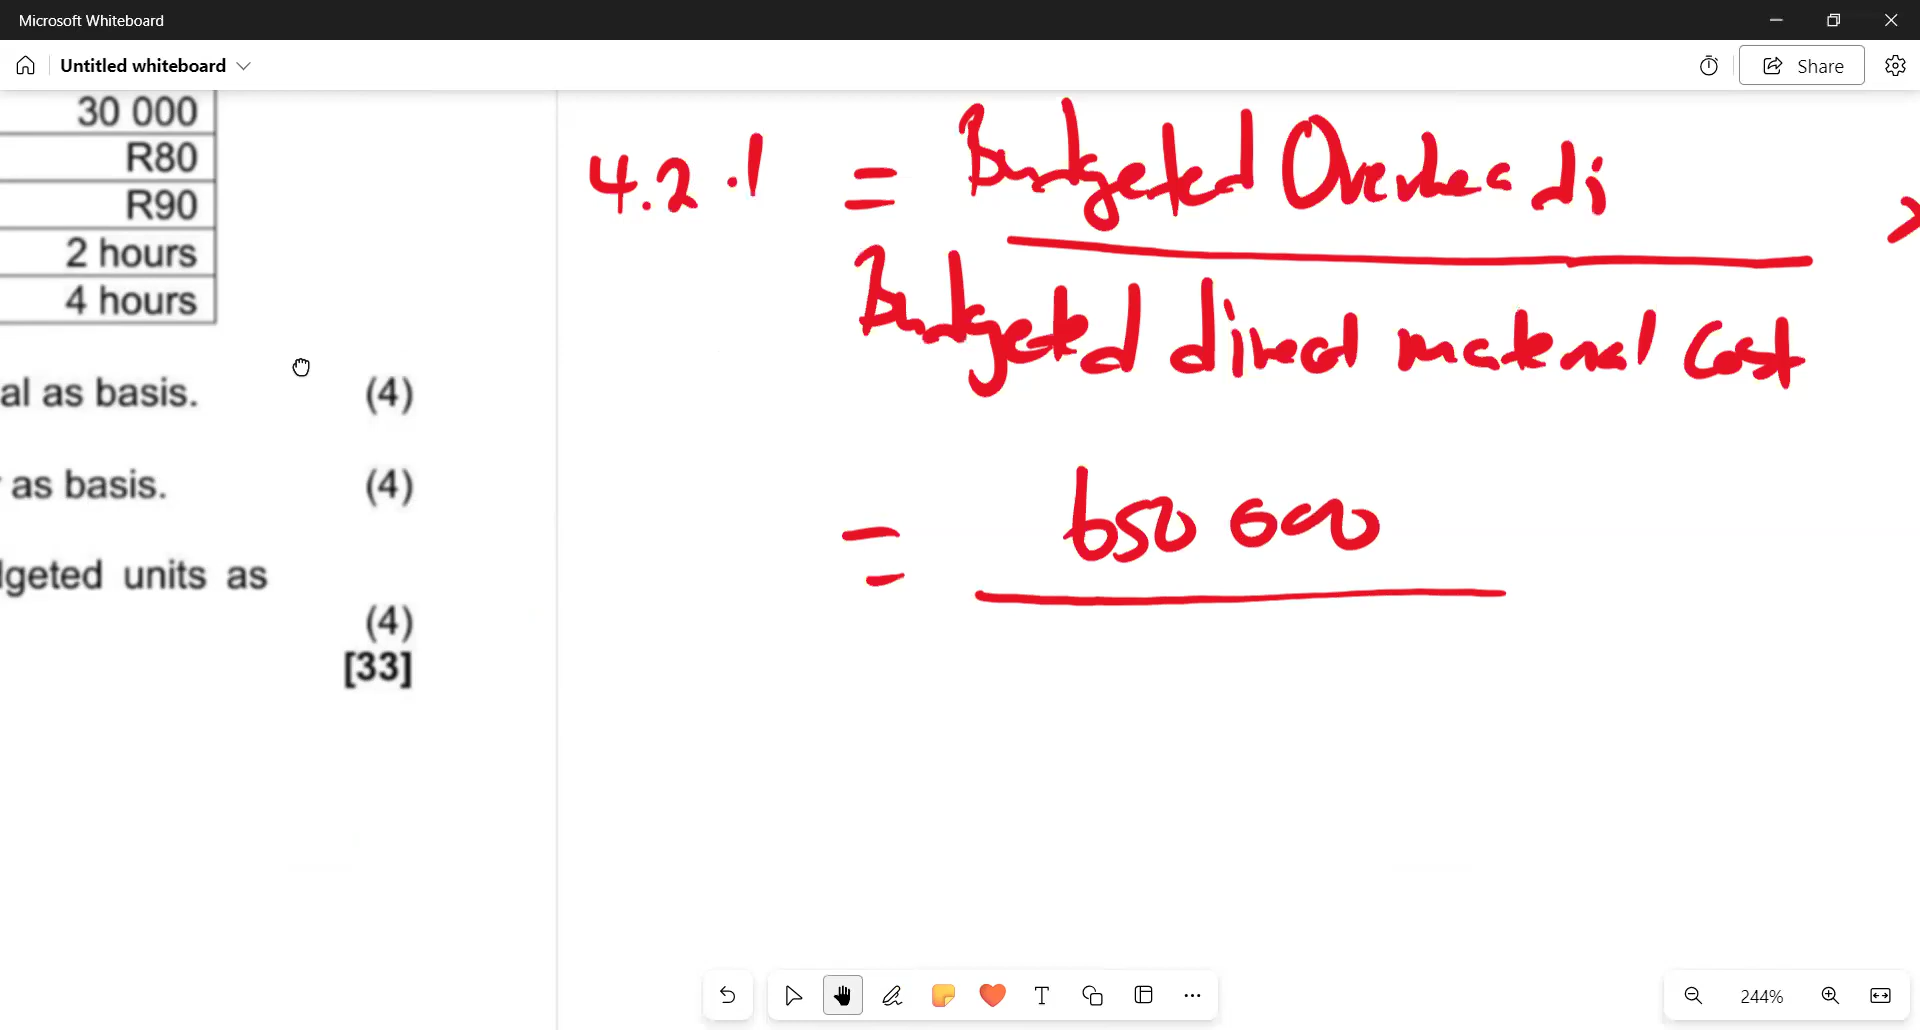 Microsoft Whiteboard
Untitled whiteboard
Share
30 000
R80
R90
2 hours
4 hours
al as basis. (4)
as basis. (4)
geted units as
(4)
[33]
4.2.1 = Budgeted Overheads
Budgeted direct material Cost
= 650 000
244%